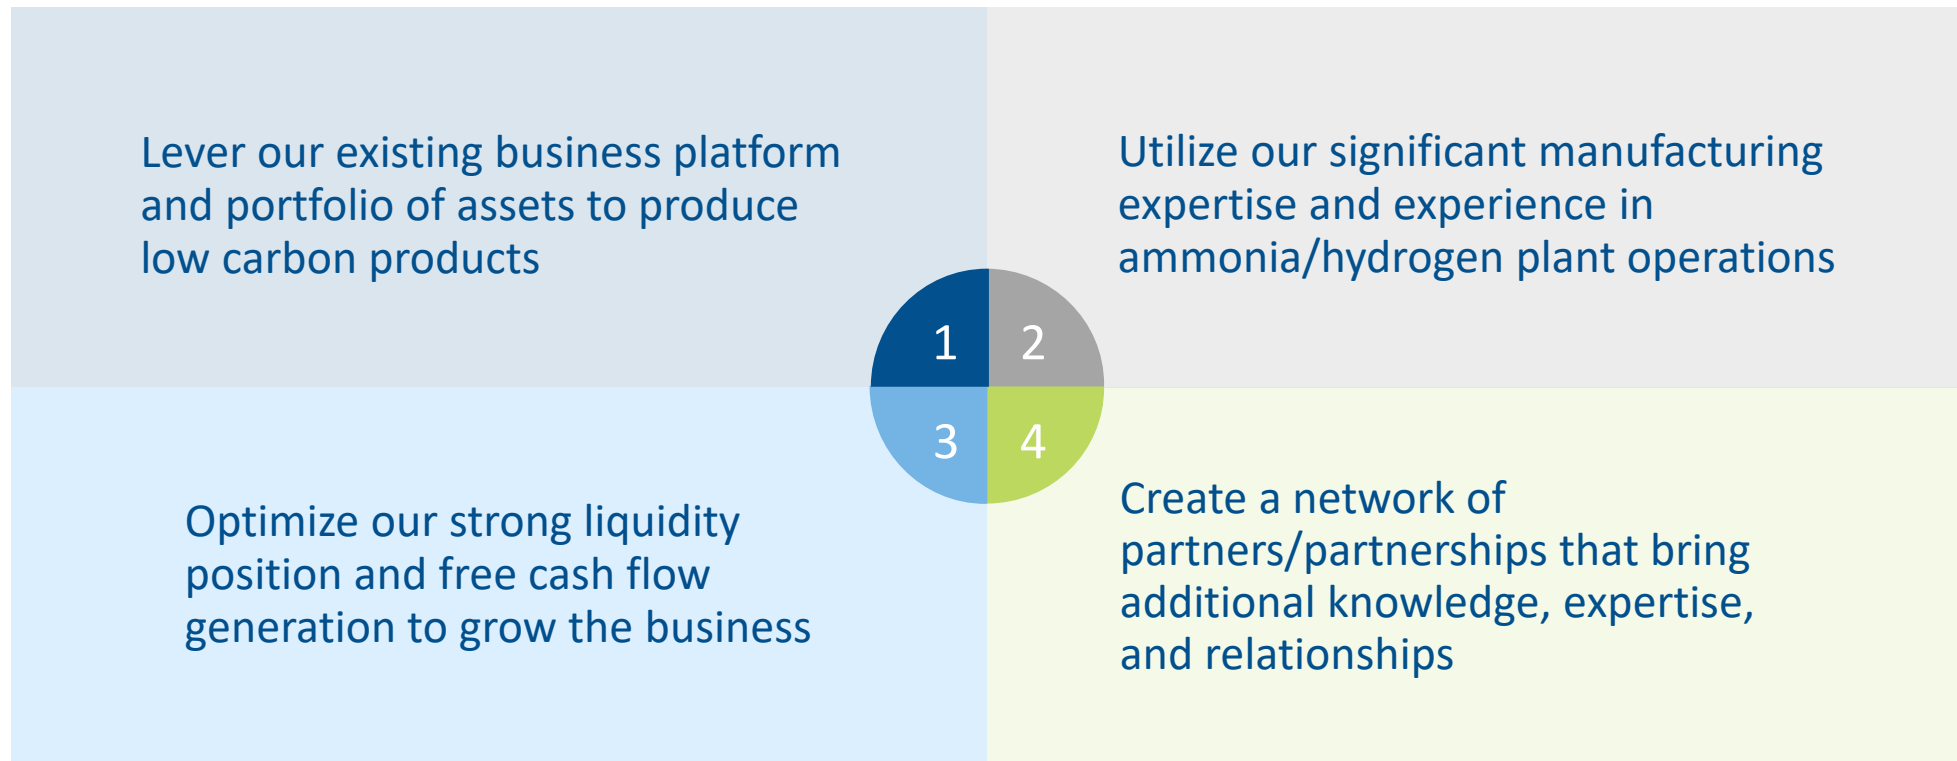 Lever our existing business platform
and portfolio of assets to produce
low carbon products
Utilize our significant manufacturing
expertise and experience in
ammonia/hydrogen plant operations
1
2
3
4
Optimize our strong liquidity
position and free cash flow
generation to grow the business
Create a network of
partners/partnerships that bring
additional knowledge, expertise,
and relationships